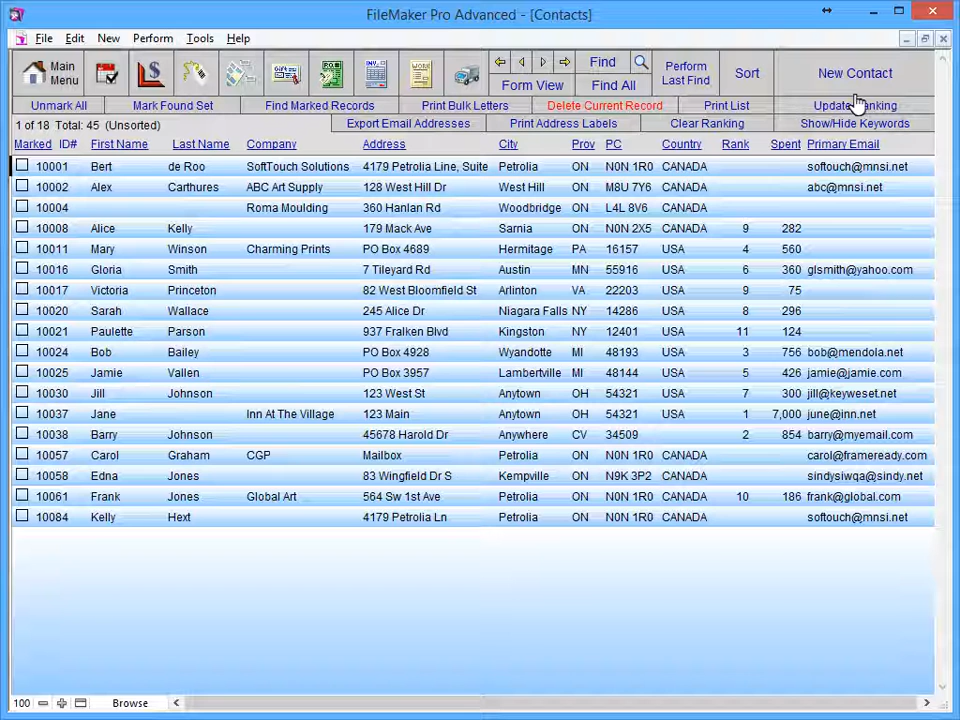 FileMaker Pro Advanced - [Contacts]
File Edit New Perform Tools Help
Main Menu Form View Find Find All Perform Last Find Sort New Contact
Unmark All Mark Found Set Find Marked Records Print Bulk Letters Delete Current Record Print List Update Ranking
1 of 18 Total: 45 (Unsorted) Export Email Addresses Print Address Labels Clear Ranking Show/Hide Keywords
Marked ID# First Name Last Name Company Address City Prov PC Country Rank Spent Primary Email
10001 Bert de Roo SoftTouch Solutions 4179 Petrolia Line, Suite Petrolia ON N0N 1R0 CANADA softouch@mnsi.net
10002 Alex Carthures ABC Art Supply 128 West Hill Dr West Hill ON M8U 7Y6 CANADA abc@mnsi.net
10004 Roma Moulding 360 Hanlan Rd Woodbridge ON L4L 8V6 CANADA
10008 Alice Kelly 179 Mack Ave Sarnia ON N0N 2X5 CANADA 9 282
10011 Mary Winson Charming Prints PO Box 4689 Hermitage PA 16157 USA 4 560
10016 Gloria Smith 7 Tileyard Rd Austin MN 55916 USA 6 360 glsmith@yahoo.com
10017 Victoria Princeton 82 West Bloomfield St Arlinton VA 22203 USA 9 75
10020 Sarah Wallace 245 Alice Dr Niagara Falls NY 14286 USA 8 296
10021 Paulette Parson 937 Fralken Blvd Kingston NY 12401 USA 11 124
10024 Bob Bailey PO Box 4928 Wyandotte MI 48193 USA 3 756 bob@mendola.net
10025 Jamie Vallen PO Box 3957 Lambertville MI 48144 USA 5 426 jamie@jamie.com
10030 Jill Johnson 123 West St Anytown OH 54321 USA 7 300 jill@keyweset.net
10037 Jane Inn At The Village 123 Main Anytown OH 54321 USA 1 7,000 june@inn.net
10038 Barry Johnson 45678 Harold Dr Anywhere CV 34509 2 854 barry@myemail.com
10057 Carol Graham CGP Mailbox Petrolia ON N0N 1R0 CANADA carol@frameready.com
10058 Edna Jones 83 Wingfield Dr S Kempville ON N9K 3P2 CANADA sindysiwqa@sindy.net
10061 Frank Jones Global Art 564 Sw 1st Ave Petrolia ON N0N 1R0 CANADA 10 186 frank@global.com
10084 Kelly Hext 4179 Petrolia Ln Petrolia ON N0N 1R0 CANADA softouch@mnsi.net
100 Browse